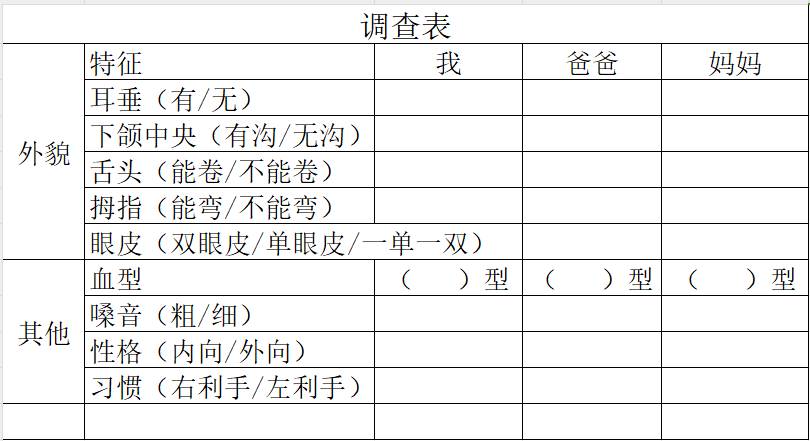 调查表
特征 我 爸爸 妈妈
外貌
耳垂（有/无）
下颌中央（有沟/无沟）
舌头（能卷/不能卷）
拇指（能弯/不能弯）
眼皮（双眼皮/单眼皮/一单一双）
其他
血型 （ ）型 （ ）型 （ ）型
嗓音（粗/细）
性格（内向/外向）
习惯（右利手/左利手）